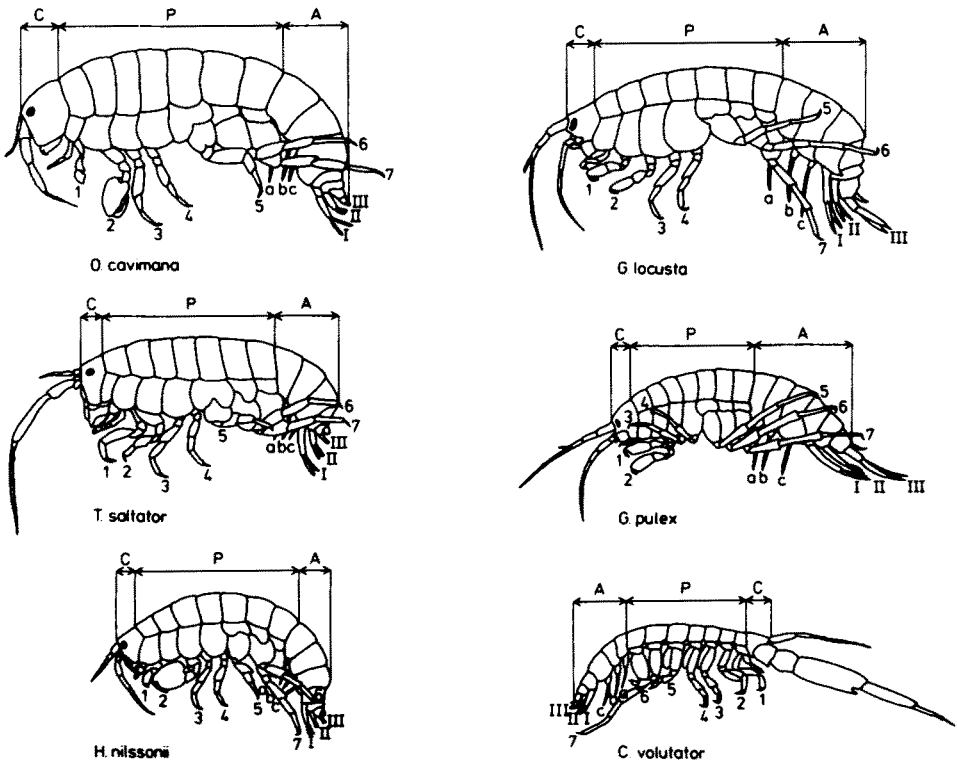 C P A
1 2 3 4 5 a b c 6 7 III II I
O. cavimana
C P A
1 2 3 4 a b c 5 6 7 I II III
G. locusta
C P A
1 2 3 4 5 a b c 6 7 III II I
T. saltator
C P A
3 4 1 2 a b c 5 6 7 I II III
G. pulex
C P A
1 2 3 4 5 a b c 7 I II III
H. nilssonii
A P C
III II I 7 c 6 5 4 3 2 1
C. volutator